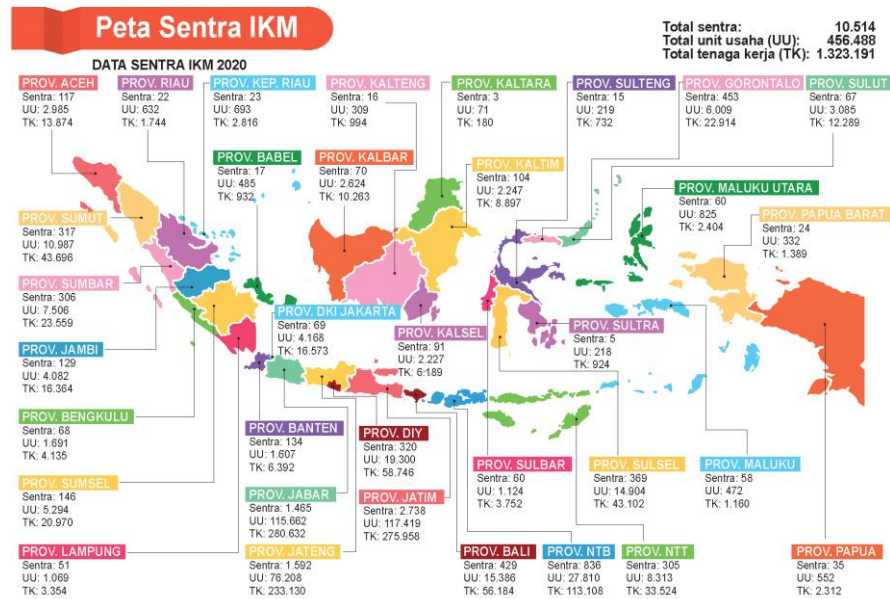 Peta Sentra IKM
Total sentra: 10.514
Total unit usaha (UU): 456.488
Total tenaga kerja (TK): 1.323.191
DATA SENTRA IKM 2020
PROV. ACEH
Sentra: 117
UU: 2.985
TK: 13.874
PROV. RIAU
Sentra: 22
UU: 632
TK: 1.744
PROV. KEP. RIAU
Sentra: 23
UU: 693
TK: 2.816
PROV. KALTENG
Sentra: 16
UU: 309
TK: 994
PROV. KALTARA
Sentra: 3
UU: 71
TK: 180
PROV. SULTENG
Sentra: 15
UU: 219
TK: 732
PROV. GORONTALO
Sentra: 453
UU: 6.009
TK: 22.914
PROV. SULUT
Sentra: 67
UU: 3.085
TK: 12.289
PROV. BABEL
Sentra: 17
UU: 485
TK: 932
PROV. KALBAR
Sentra: 70
UU: 2.624
TK: 10.263
PROV. KALTIM
Sentra: 104
UU: 2.247
TK: 8.897
PROV. MALUKU UTARA
Sentra: 60
UU: 825
TK: 2.404
PROV. PAPUA BARAT
Sentra: 24
UU: 332
TK: 1.389
PROV. SUMUT
Sentra: 317
UU: 10.987
TK: 43.696
PROV. SUMBAR
Sentra: 306
UU: 7.506
TK: 23.559
PROV. DKI JAKARTA
Sentra: 69
UU: 4.168
TK: 16.573
PROV. KALSEL
Sentra: 91
UU: 2.227
TK: 6.189
PROV. SULTRA
Sentra: 5
UU: 218
TK: 924
PROV. JAMBI
Sentra: 129
UU: 4.082
TK: 16.364
PROV. BENGKULU
Sentra: 68
UU: 1.691
TK: 4.135
PROV. BANTEN
Sentra: 134
UU: 1.607
TK: 6.392
PROV. DIY
Sentra: 320
UU: 19.300
TK: 58.746
PROV. SULBAR
Sentra: 60
UU: 1.124
TK: 3.752
PROV. SULSEL
Sentra: 369
UU: 14.904
TK: 43.102
PROV. MALUKU
Sentra: 58
UU: 472
TK: 1.160
PROV. SUMSEL
Sentra: 146
UU: 5.294
TK: 20.970
PROV. JABAR
Sentra: 1.465
UU: 115.662
TK: 280.632
PROV. JATIM
Sentra: 2.738
UU: 117.419
TK: 275.958
PROV. LAMPUNG
Sentra: 51
UU: 1.069
TK: 3.354
PROV. JATENG
Sentra: 1.592
UU: 76.208
TK: 233.130
PROV. BALI
Sentra: 429
UU: 15.386
TK: 56.184
PROV. NTB
Sentra: 836
UU: 27.810
TK: 113.108
PROV. NTT
Sentra: 305
UU: 8.313
TK: 33.524
PROV. PAPUA
Sentra: 35
UU: 552
TK: 2.312